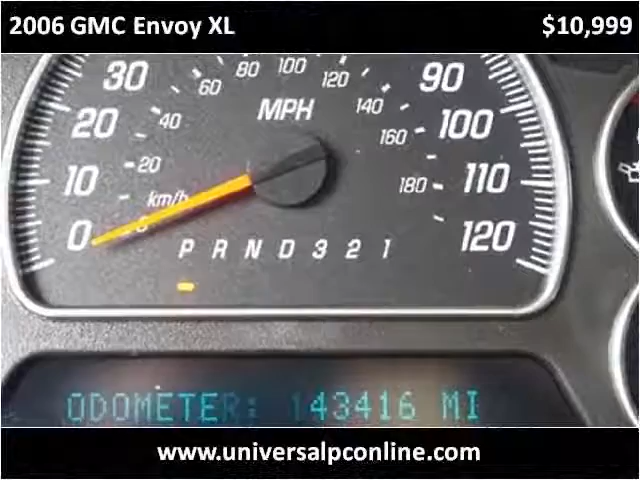 2006 GMC Envoy XL $10,999
30 60 80 100 120 90
20 40 MPH 140 100
160
10 20 180 110
km/h
0 0 120
P R N D 3 2 1
ODOMETER: 143416 MI
www.universalpconline.com